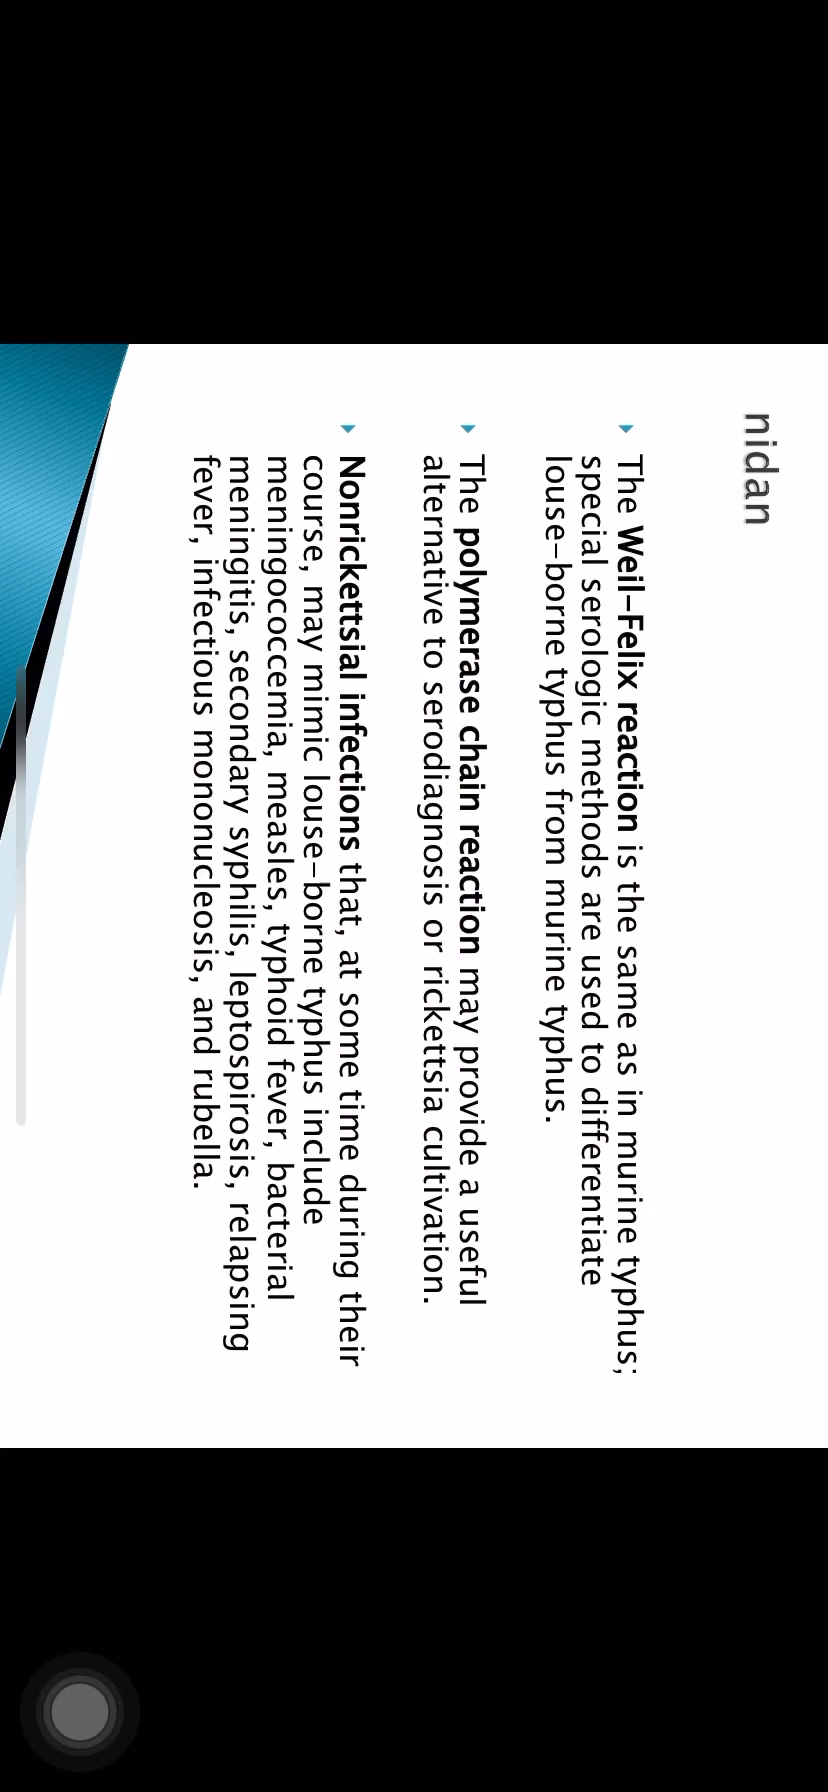 nidan
The Weil-Felix reaction is the same as in murine typhus;
special serologic methods are used to differentiate
louse-borne typhus from murine typhus.
The polymerase chain reaction may provide a useful
alternative to serodiagnosis or rickettsia cultivation.
Nonrickettsial infections that, at some time during their
course, may mimic louse-borne typhus include
meningococcemia, measles, typhoid fever, bacterial
meningitis, secondary syphilis, leptospirosis, relapsing
fever, infectious mononucleosis, and rubella.